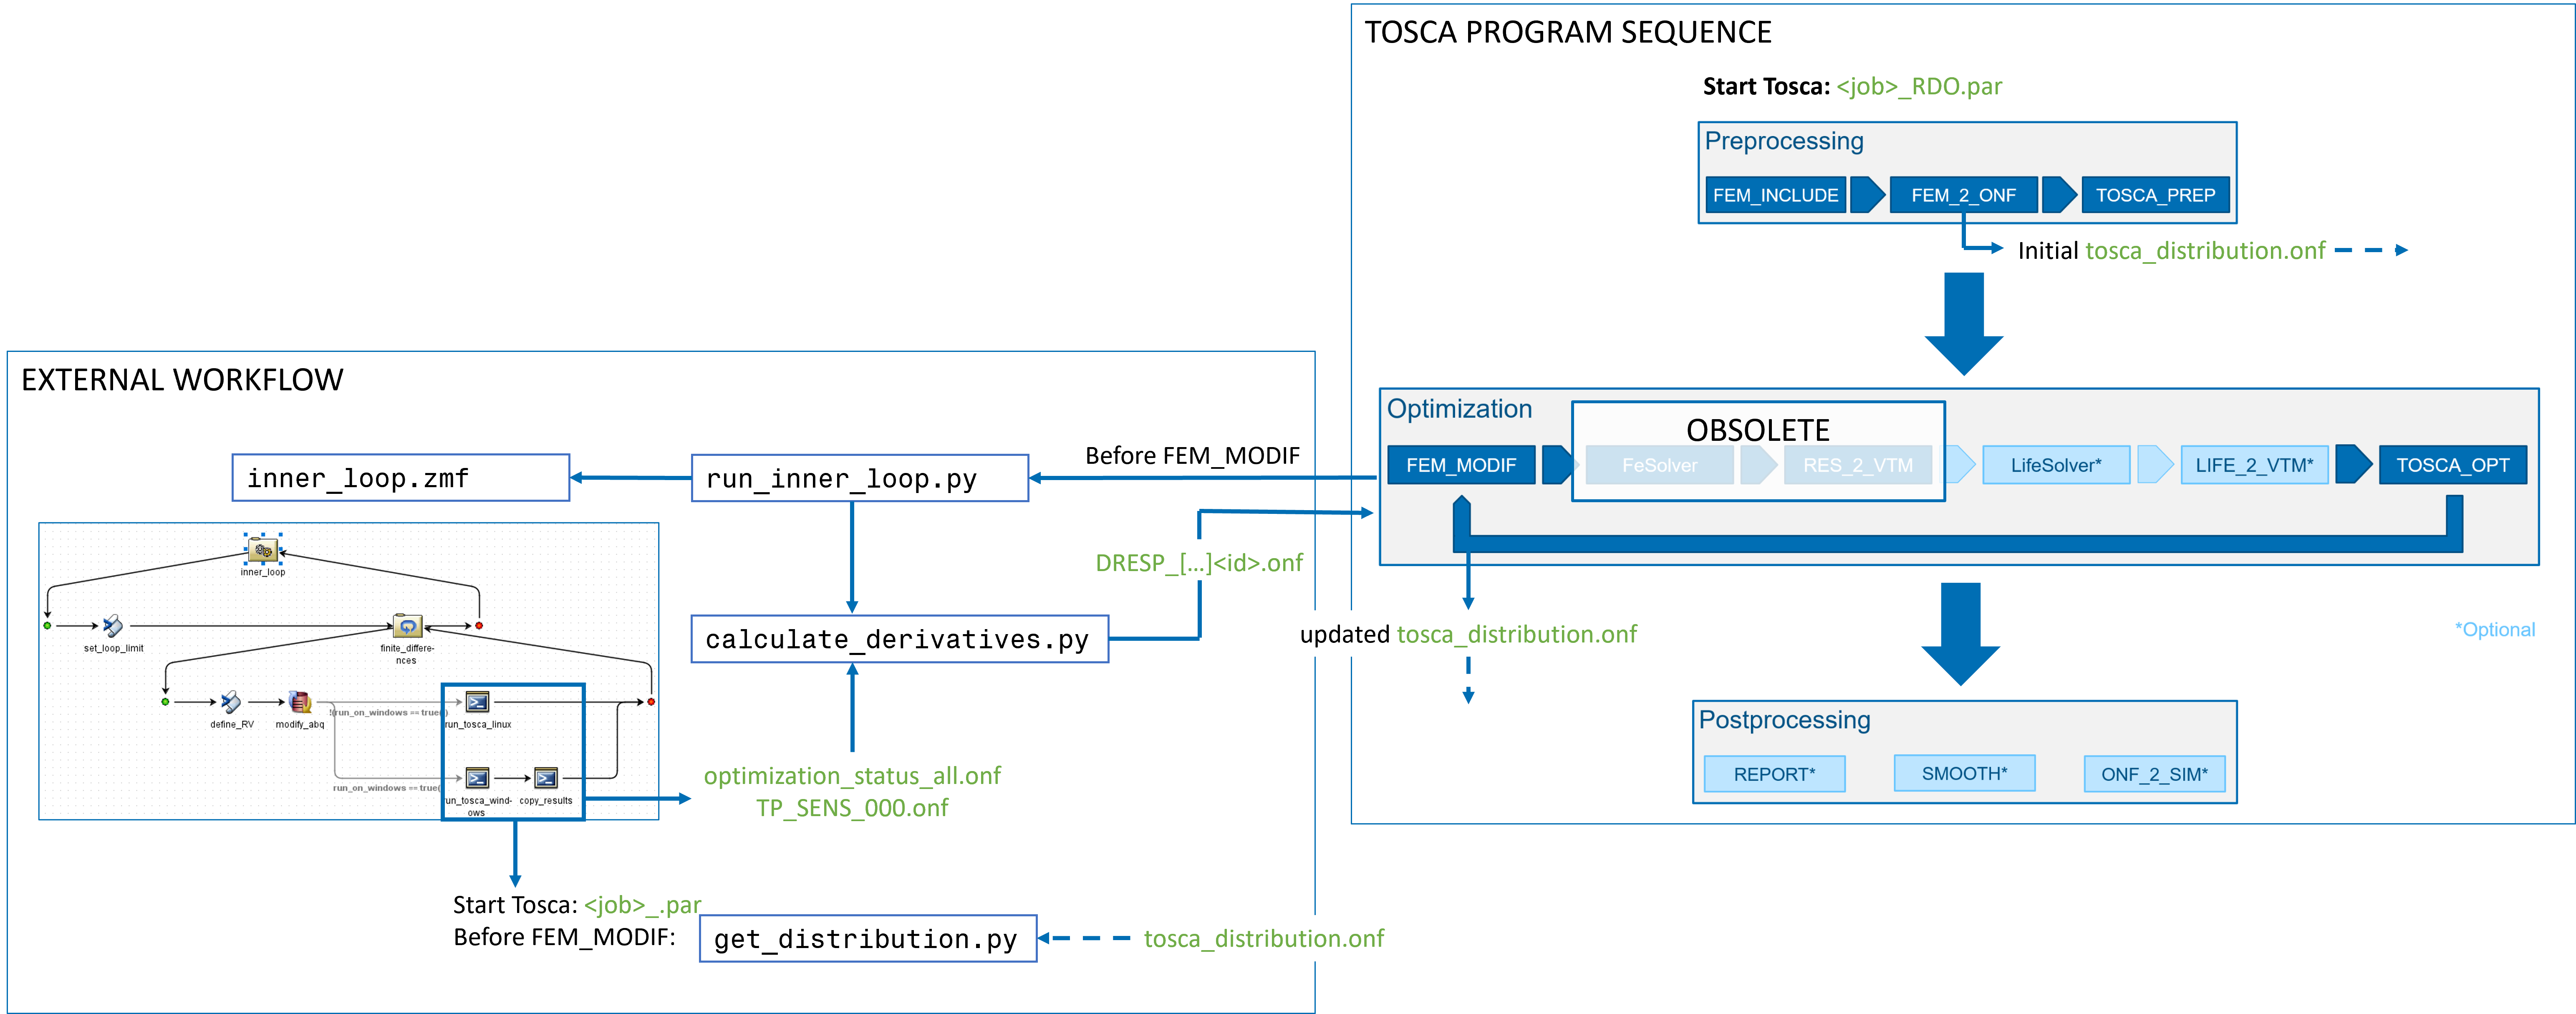 TOSCA PROGRAM SEQUENCE
Start Tosca: <job>_RDO.par
Preprocessing
FEM_INCLUDE
FEM_2_ONF
TOSCA_PREP
Initial tosca_distribution.onf
Optimization
OBSOLETE
FEM_MODIF
FeSolver
RES_2_VTM
LifeSolver*
LIFE_2_VTM*
TOSCA_OPT
updated tosca_distribution.onf
*Optional
Postprocessing
REPORT*
SMOOTH*
ONF_2_SIM*
EXTERNAL WORKFLOW
Before FEM_MODIF
inner_loop.zmf
run_inner_loop.py
DRESP_[...]<id>.onf
calculate_derivatives.py
inner_loop
set_loop_limit
finite_differe-
nces
define_RV
modify_abq
!(run_on_windows == true())
run_tosca_linux
run_on_windows == true()
run_tosca_wind-
ows
copy_results
optimization_status_all.onf
TP_SENS_000.onf
Start Tosca: <job>_.par
Before FEM_MODIF:
get_distribution.py
tosca_distribution.onf